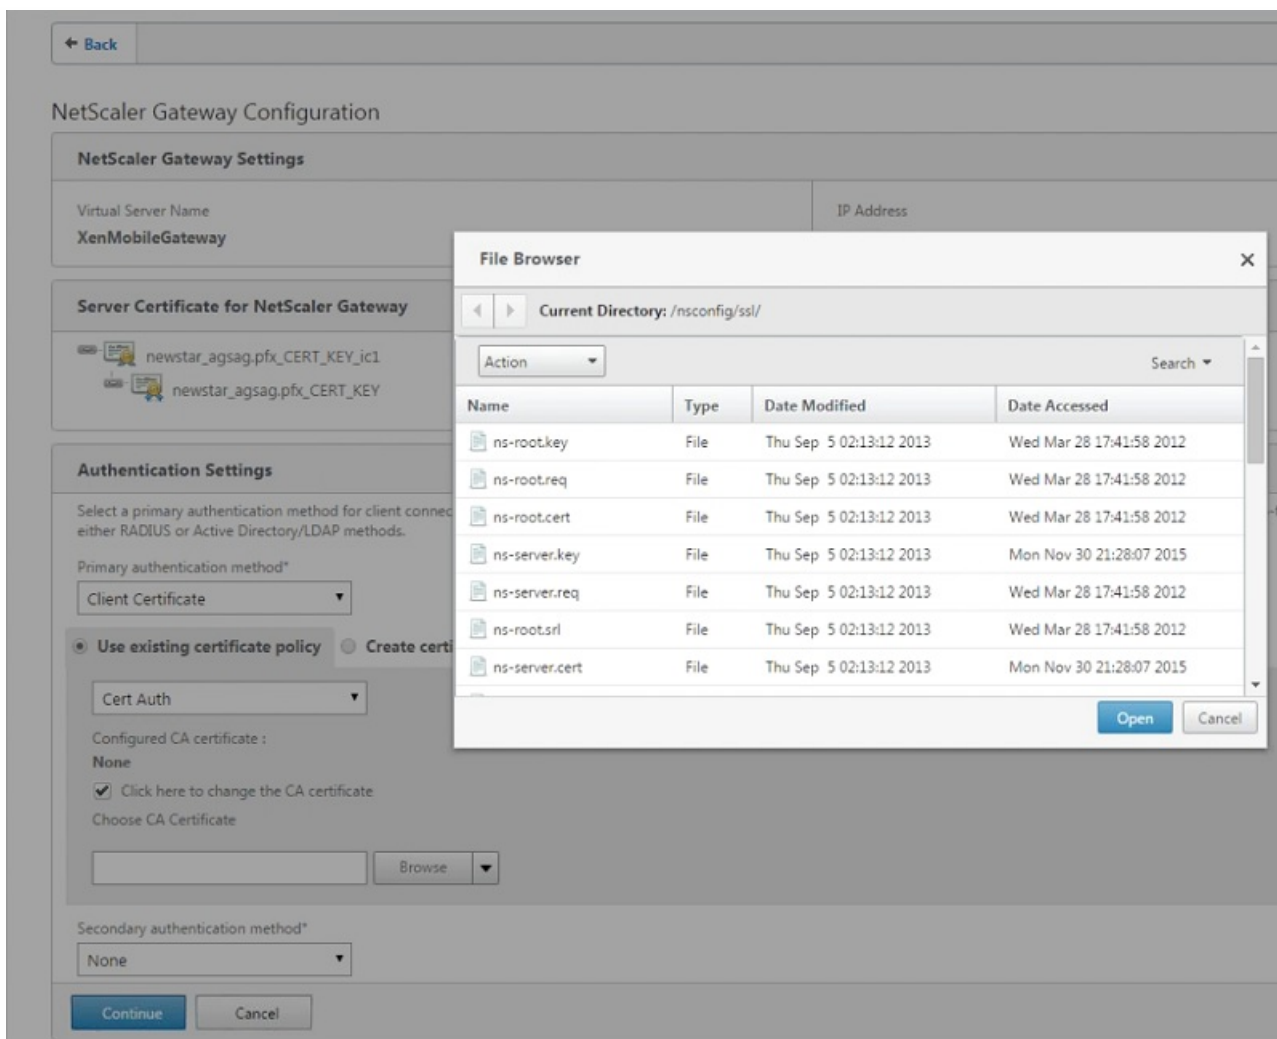 Back
NetScaler Gateway Configuration
NetScaler Gateway Settings
Virtual Server Name
IP Address
XenMobileGateway
Server Certificate for NetScaler Gateway
newstar_agsag.pfx_CERT_KEY_ic1
newstar_agsag.pfx_CERT_KEY
Authentication Settings
Select a primary authentication method for client connec
either RADIUS or Active Directory/LDAP methods.
Primary authentication method*
Client Certificate
Use existing certificate policy Create certi
Cert Auth
Configured CA certificate :
None
Click here to change the CA certificate
Choose CA Certificate
Browse
Secondary authentication method*
None
Continue Cancel
File Browser
Current Directory: /nsconfig/ssl/
Action Search
Name Type Date Modified Date Accessed
ns-root.key File Thu Sep 5 02:13:12 2013 Wed Mar 28 17:41:58 2012
ns-root.req File Thu Sep 5 02:13:12 2013 Wed Mar 28 17:41:58 2012
ns-root.cert File Thu Sep 5 02:13:12 2013 Wed Mar 28 17:41:58 2012
ns-server.key File Thu Sep 5 02:13:12 2013 Mon Nov 30 21:28:07 2015
ns-server.req File Thu Sep 5 02:13:12 2013 Wed Mar 28 17:41:58 2012
ns-root.srl File Thu Sep 5 02:13:12 2013 Wed Mar 28 17:41:58 2012
ns-server.cert File Thu Sep 5 02:13:12 2013 Mon Nov 30 21:28:07 2015
Open Cancel